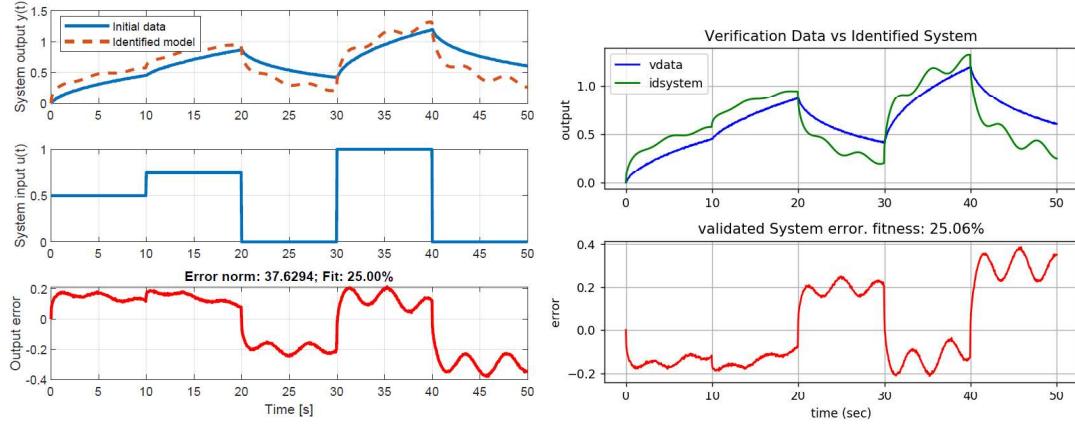 System output y(t)
1.5
1
0.5
0
Initial data
Identified model
0 5 10 15 20 25 30 35 40 45 50
System input u(t)
1
0.5
0
0 5 10 15 20 25 30 35 40 45 50
Error norm: 37.6294; Fit: 25.00%
Output error
0.2
0
-0.2
-0.4
0 5 10 15 20 25 30 35 40 45 50
Time [s]
Verification Data vs Identified System
output
1.0
0.5
0.0
vdata
idsystem
0 10 20 30 40 50
validated System error. fitness: 25.06%
error
0.4
0.2
0.0
−0.2
0 10 20 30 40 50
time (sec)